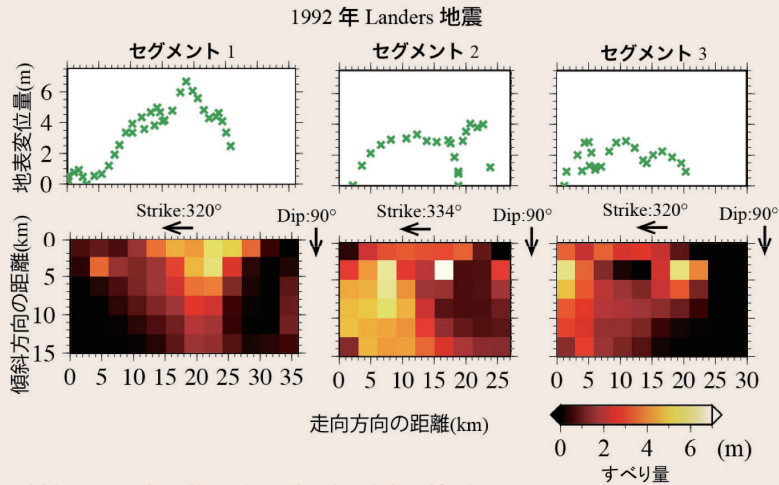 1992 年 Landers 地震
セグメント 1
セグメント 2
セグメント 3
地表変位量(m)
6
4
2
0
Strike:320°
Dip:90°
Strike:334°
Dip:90°
Strike:320°
Dip:90°
傾斜方向の距離(km)
0
5
10
15
0 5 10 15 20 25 30 35
0 5 10 15 20 25
0 5 10 15 20 25 30
走向方向の距離(km)
0 2 4 6 (m)
すべり量